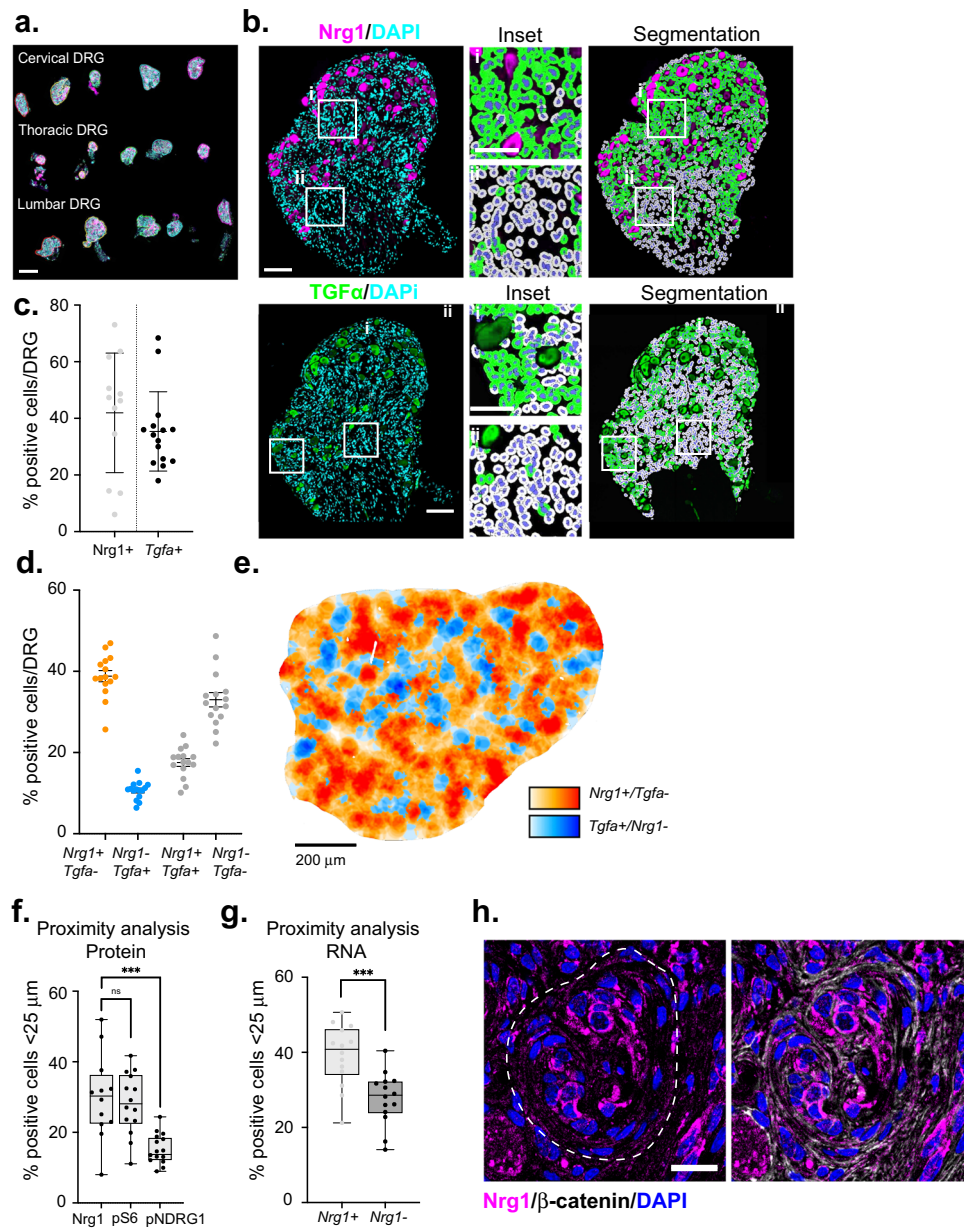 a.
Cervical DRG
Thoracic DRG
Lumbar DRG
b.
Nrg1/DAPI
Inset
Segmentation
i
ii
i
i
ii
TGFα/DAPi
Inset
Segmentation
ii
i
i
ii
c.
% positive cells/DRG
80
60
40
20
0
Nrg1+
Tgfa+
d.
% positive cells/DRG
60
40
20
0
Nrg1+ Nrg1- Nrg1+ Nrg1-
Tgfa- Tgfa+ Tgfa+ Tgfa-
e.
200 μm
Nrg1+/Tgfa-
Tgfa+/Nrg1-
f.
Proximity analysis
Protein
% positive cells <25 μm
60
40
20
0
***
ns
Nrg1 pS6 pNDRG1
g.
Proximity analysis
RNA
% positive cells <25 μm
60
40
20
0
***
Nrg1+ Nrg1-
h.
Nrg1/β-catenin/DAPI